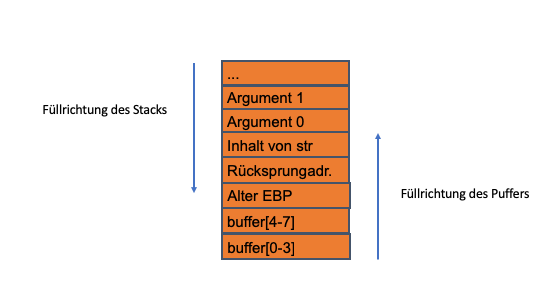 ...
Argument 1
Füllrichtung des Stacks
Argument 0
Inhalt von str
Rücksprungadr.
Alter EBP
Füllrichtung des Puffers
buffer[4-7]
buffer[0-3]